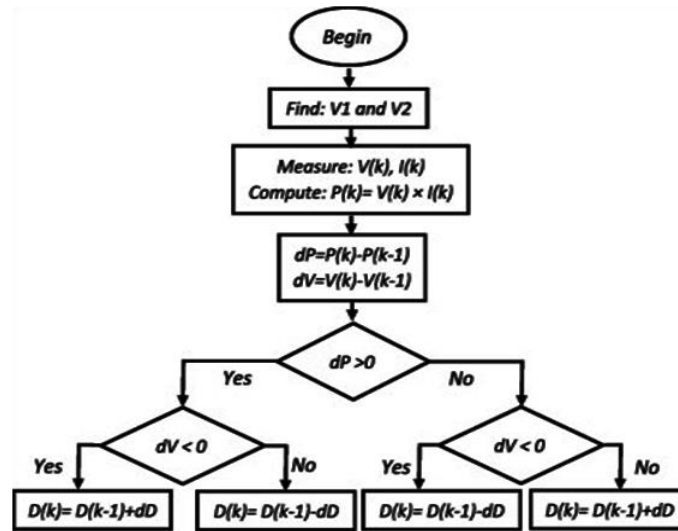 Begin
Find: V1 and V2
Measure: V(k), I(k)
Compute: P(k)= V(k) × I(k)
dP=P(k)-P(k-1)
dV=V(k)-V(k-1)
dP >0
Yes
No
dV < 0
dV < 0
Yes
No
Yes
No
D(k)= D(k-1)+dD
D(k)= D(k-1)-dD
D(k)= D(k-1)-dD
D(k)= D(k-1)+dD